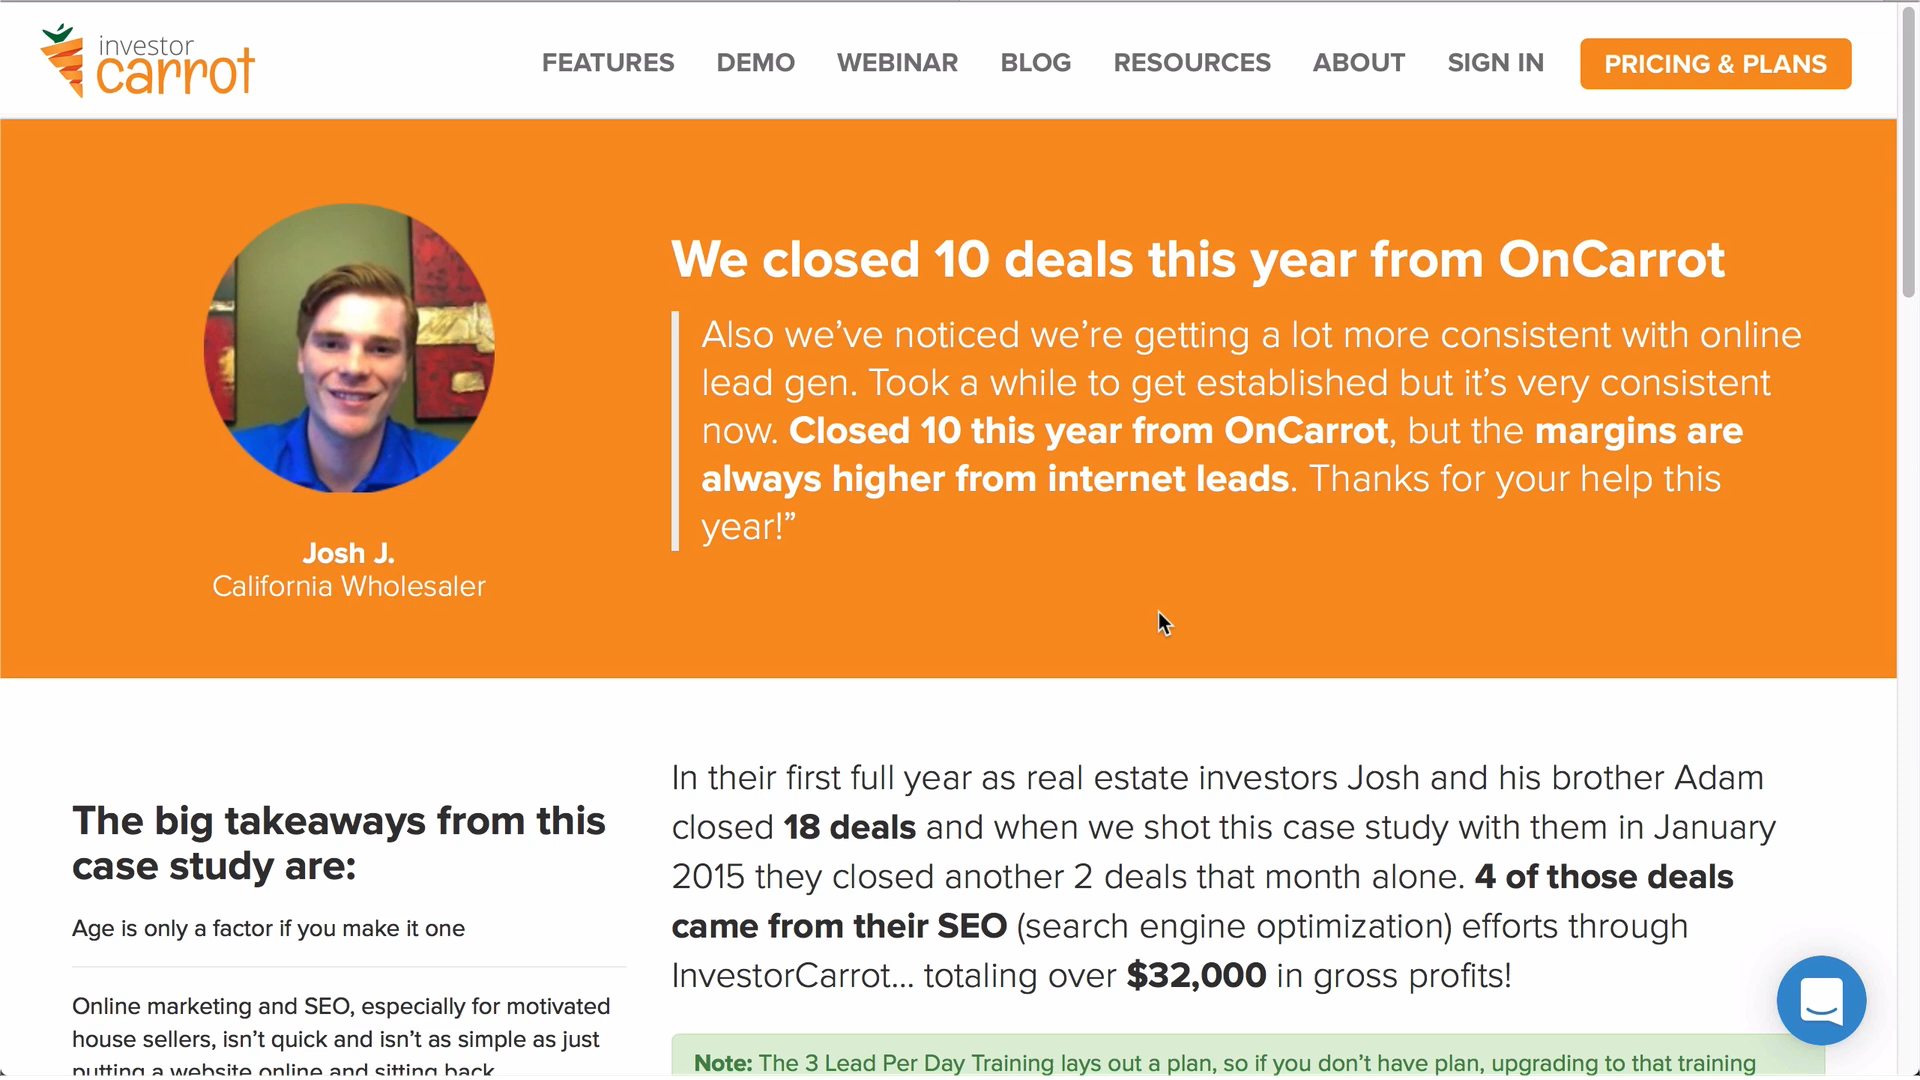 investor
carrot
FEATURES DEMO WEBINAR BLOG RESOURCES ABOUT SIGN IN PRICING & PLANS
We closed 10 deals this year from OnCarrot
Also we’ve noticed we’re getting a lot more consistent with online
lead gen. Took a while to get established but it’s very consistent
now. Closed 10 this year from OnCarrot, but the margins are
always higher from internet leads. Thanks for your help this
year!”
Josh J.
California Wholesaler
The big takeaways from this
case study are:
Age is only a factor if you make it one
Online marketing and SEO, especially for motivated
house sellers, isn’t quick and isn’t as simple as just
putting a website online and sitting back
In their first full year as real estate investors Josh and his brother Adam
closed 18 deals and when we shot this case study with them in January
2015 they closed another 2 deals that month alone. 4 of those deals
came from their SEO (search engine optimization) efforts through
InvestorCarrot... totaling over $32,000 in gross profits!
Note: The 3 Lead Per Day Training lays out a plan, so if you don’t have plan, upgrading to that training